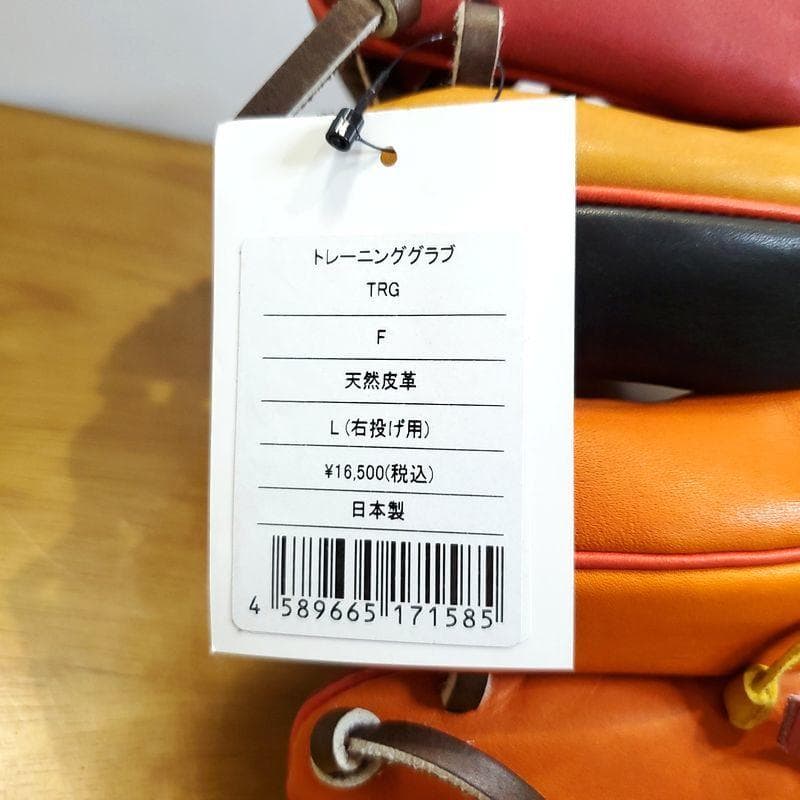 トレーニンググラブ
TRG
F
天然皮革
L(右投げ用)
¥16,500(税込)
日本製
4 589665 171585